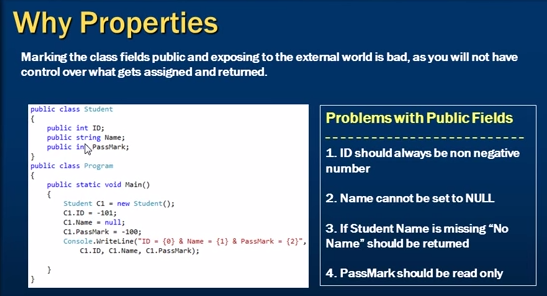 Why Properties
Marking the class fields public and exposing to the external world is bad, as you will not have
control over what gets assigned and returned.
public class Student
{
public int ID;
public string Name;
public int PassMark;
}
public class Program
{
public static void Main()
{
Student C1 = new Student();
C1.ID = -101;
C1.Name = null;
C1.PassMark = -100;
Console.WriteLine("ID = {0} & Name = {1} & PassMark = {2}",
C1.ID, C1.Name, C1.PassMark);
}
}
Problems with Public Fields
1. ID should always be non negative
number
2. Name cannot be set to NULL
3. If Student Name is missing “No
Name” should be returned
4. PassMark should be read only